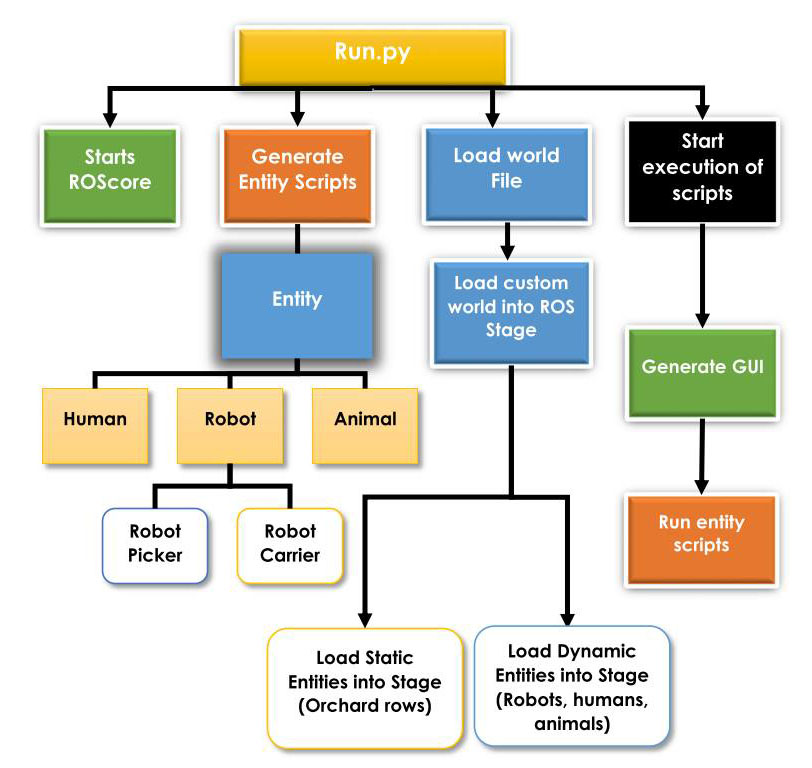 Run.py
Starts
ROScore
Generate
Entity Scripts
Load world
File
Start
execution of
scripts
Entity
Load custom
world into ROS
Stage
Generate GUI
Human
Robot
Animal
Robot
Picker
Robot
Carrier
Run entity
scripts
Load Static
Entities into Stage
(Orchard rows)
Load Dynamic
Entities into Stage
(Robots, humans,
animals)